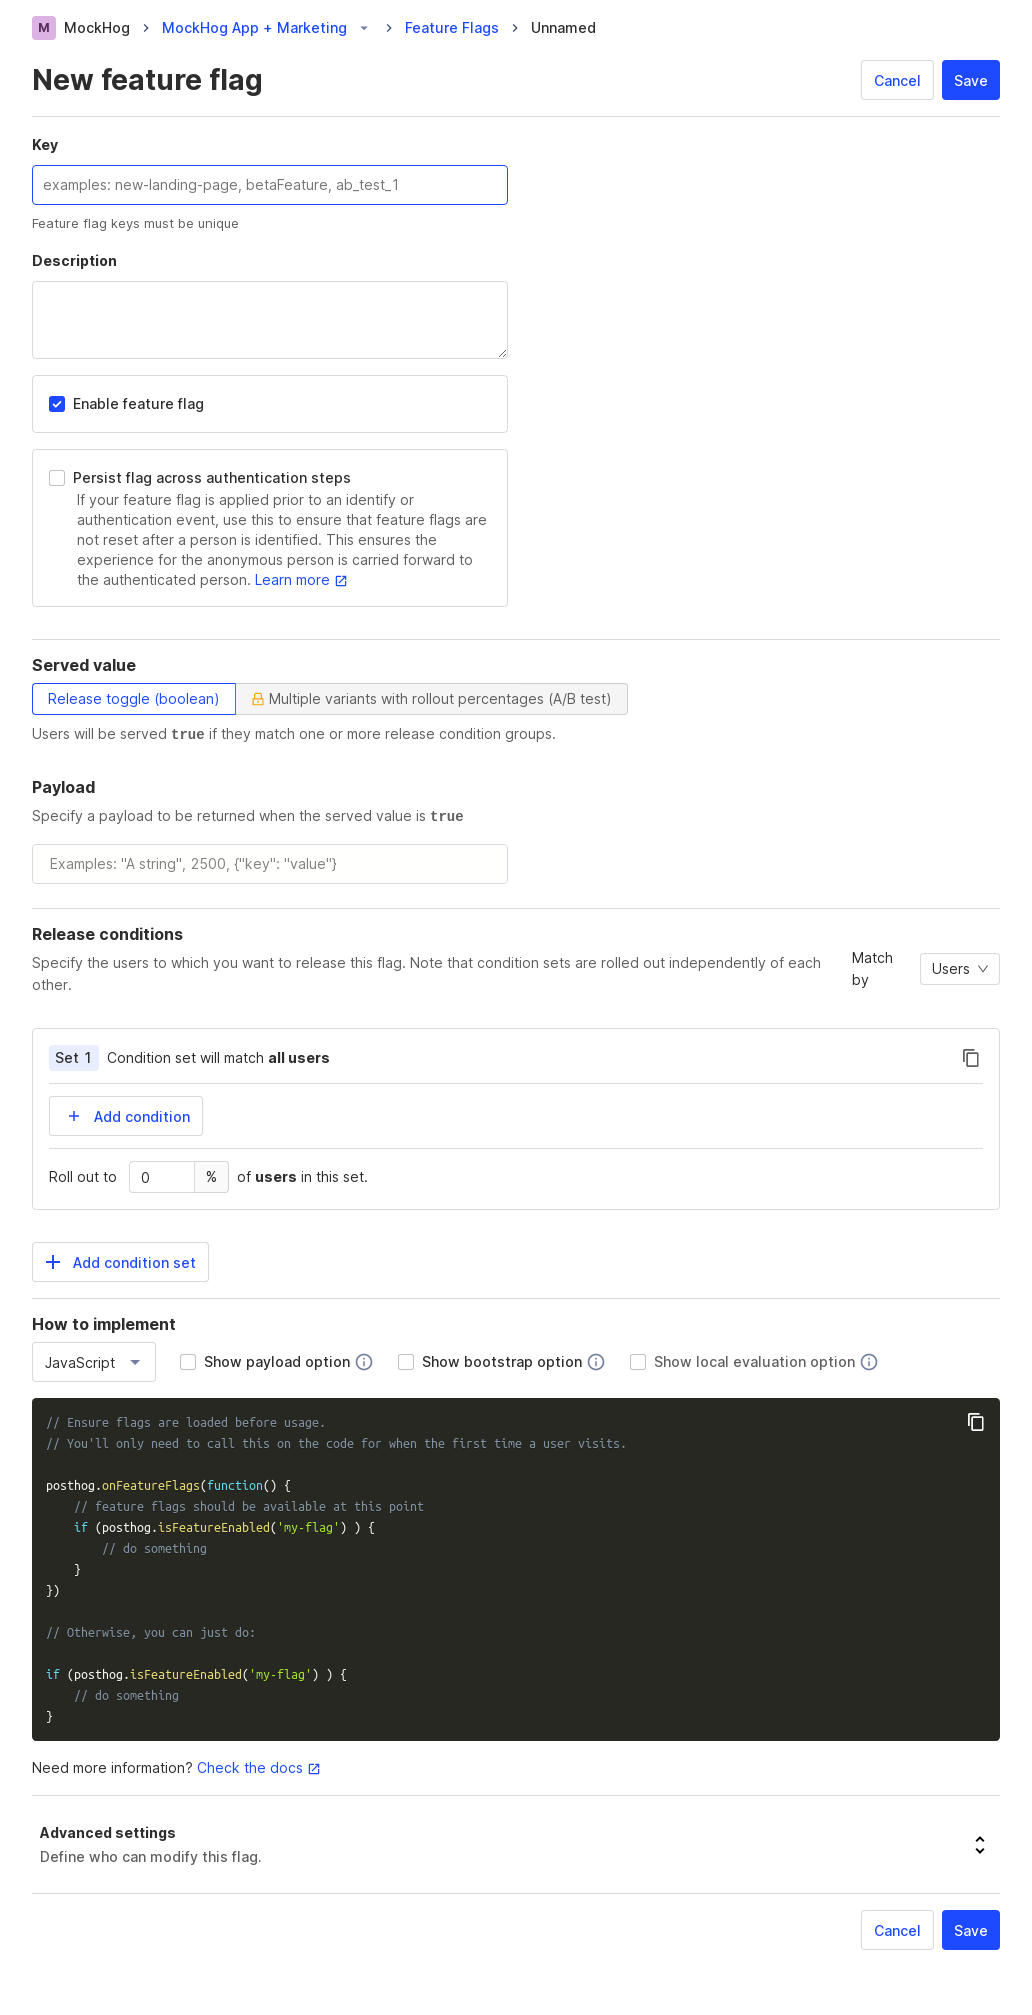 M MockHog > MockHog App + Marketing > Feature Flags > Unnamed
New feature flag
Cancel Save
Key
examples: new-landing-page, betaFeature, ab_test_1
Feature flag keys must be unique
Description
Enable feature flag
Persist flag across authentication steps
If your feature flag is applied prior to an identify or
authentication event, use this to ensure that feature flags are
not reset after a person is identified. This ensures the
experience for the anonymous person is carried forward to
the authenticated person. Learn more
Served value
Release toggle (boolean) Multiple variants with rollout percentages (A/B test)
Users will be served true if they match one or more release condition groups.
Payload
Specify a payload to be returned when the served value is true
Examples: "A string", 2500, {"key": "value"}
Release conditions
Specify the users to which you want to release this flag. Note that condition sets are rolled out independently of each
other.
Match
by
Users
Set 1 Condition set will match all users
Add condition
Roll out to 0 % of users in this set.
Add condition set
How to implement
JavaScript Show payload option Show bootstrap option Show local evaluation option
// Ensure flags are loaded before usage.
// You'll only need to call this on the code for when the first time a user visits.
posthog.onFeatureFlags(function() {
    // feature flags should be available at this point
    if (posthog.isFeatureEnabled('my-flag') ) {
        // do something
    }
})
// Otherwise, you can just do:
if (posthog.isFeatureEnabled('my-flag') ) {
    // do something
}
Need more information? Check the docs
Advanced settings
Define who can modify this flag.
Cancel Save